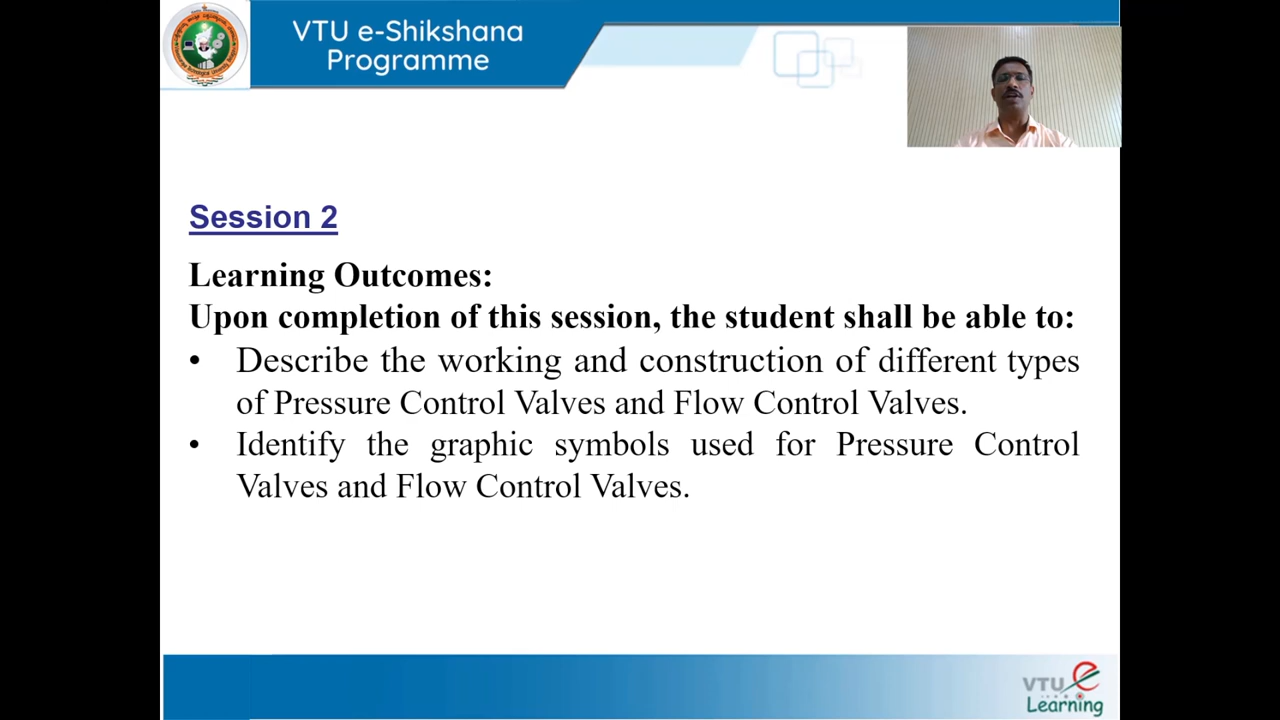 VTU e-Shikshana
Programme
Session 2
Learning Outcomes:
Upon completion of this session, the student shall be able to:
• Describe the working and construction of different types
of Pressure Control Valves and Flow Control Valves.
• Identify the graphic symbols used for Pressure Control
Valves and Flow Control Valves.
VTU e
Learning